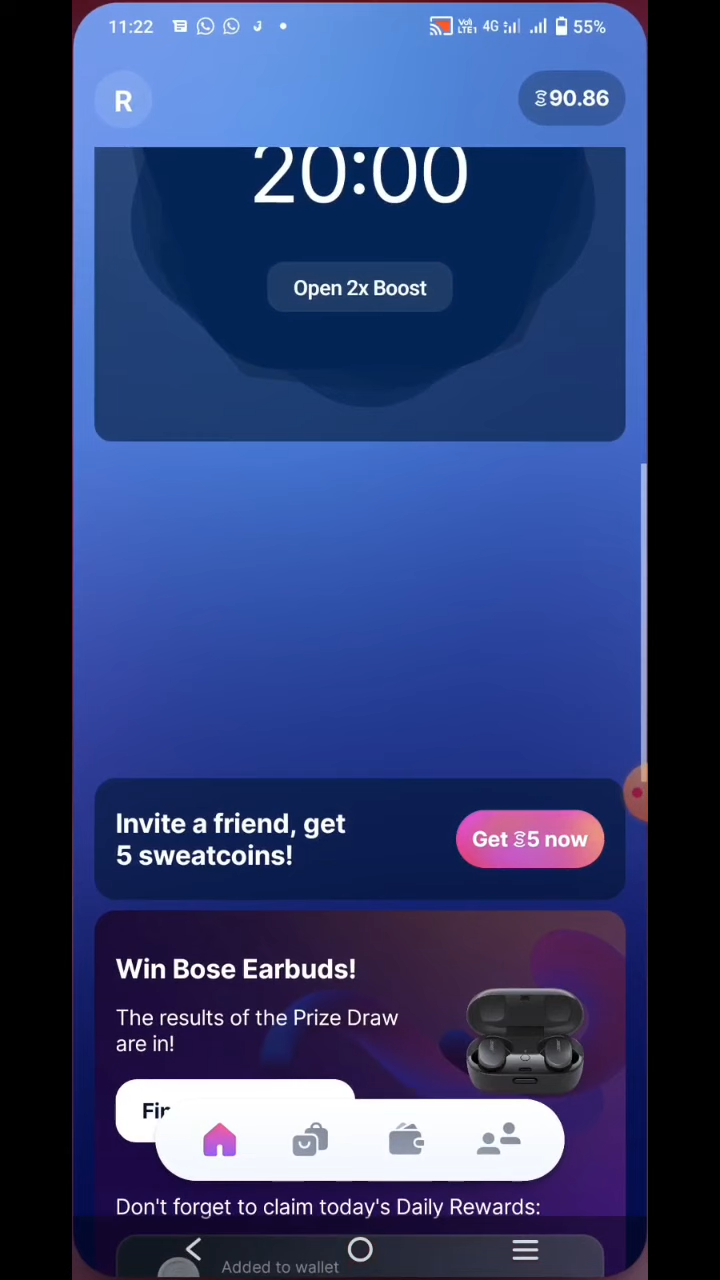 11:22
Vo)) LTE1 4G 55%
R
90.86
20:00
Open 2x Boost
Invite a friend, get
5 sweatcoins!
Get 5 now
Win Bose Earbuds!
The results of the Prize Draw
are in!
Don't forget to claim today's Daily Rewards:
Added to wallet